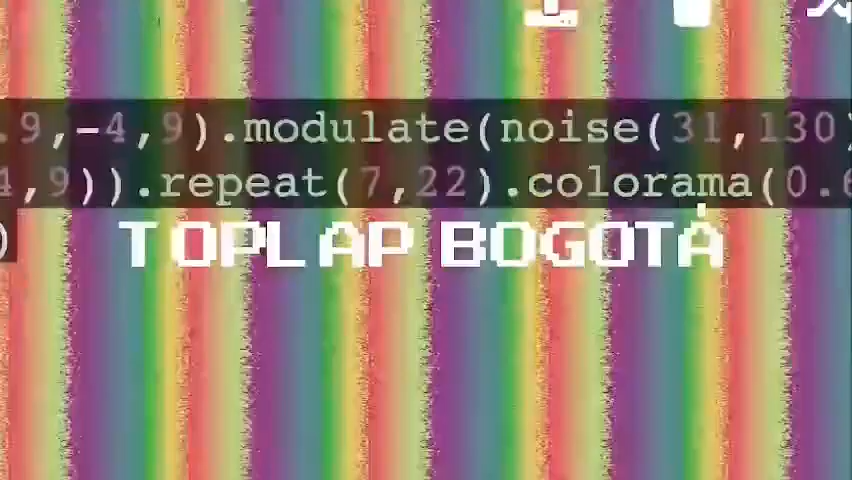 .9,-4,9).modulate(noise(31,130)
4,9)).repeat(7,22).colorama(0.6
)
TOPLAP BOGOTÁ